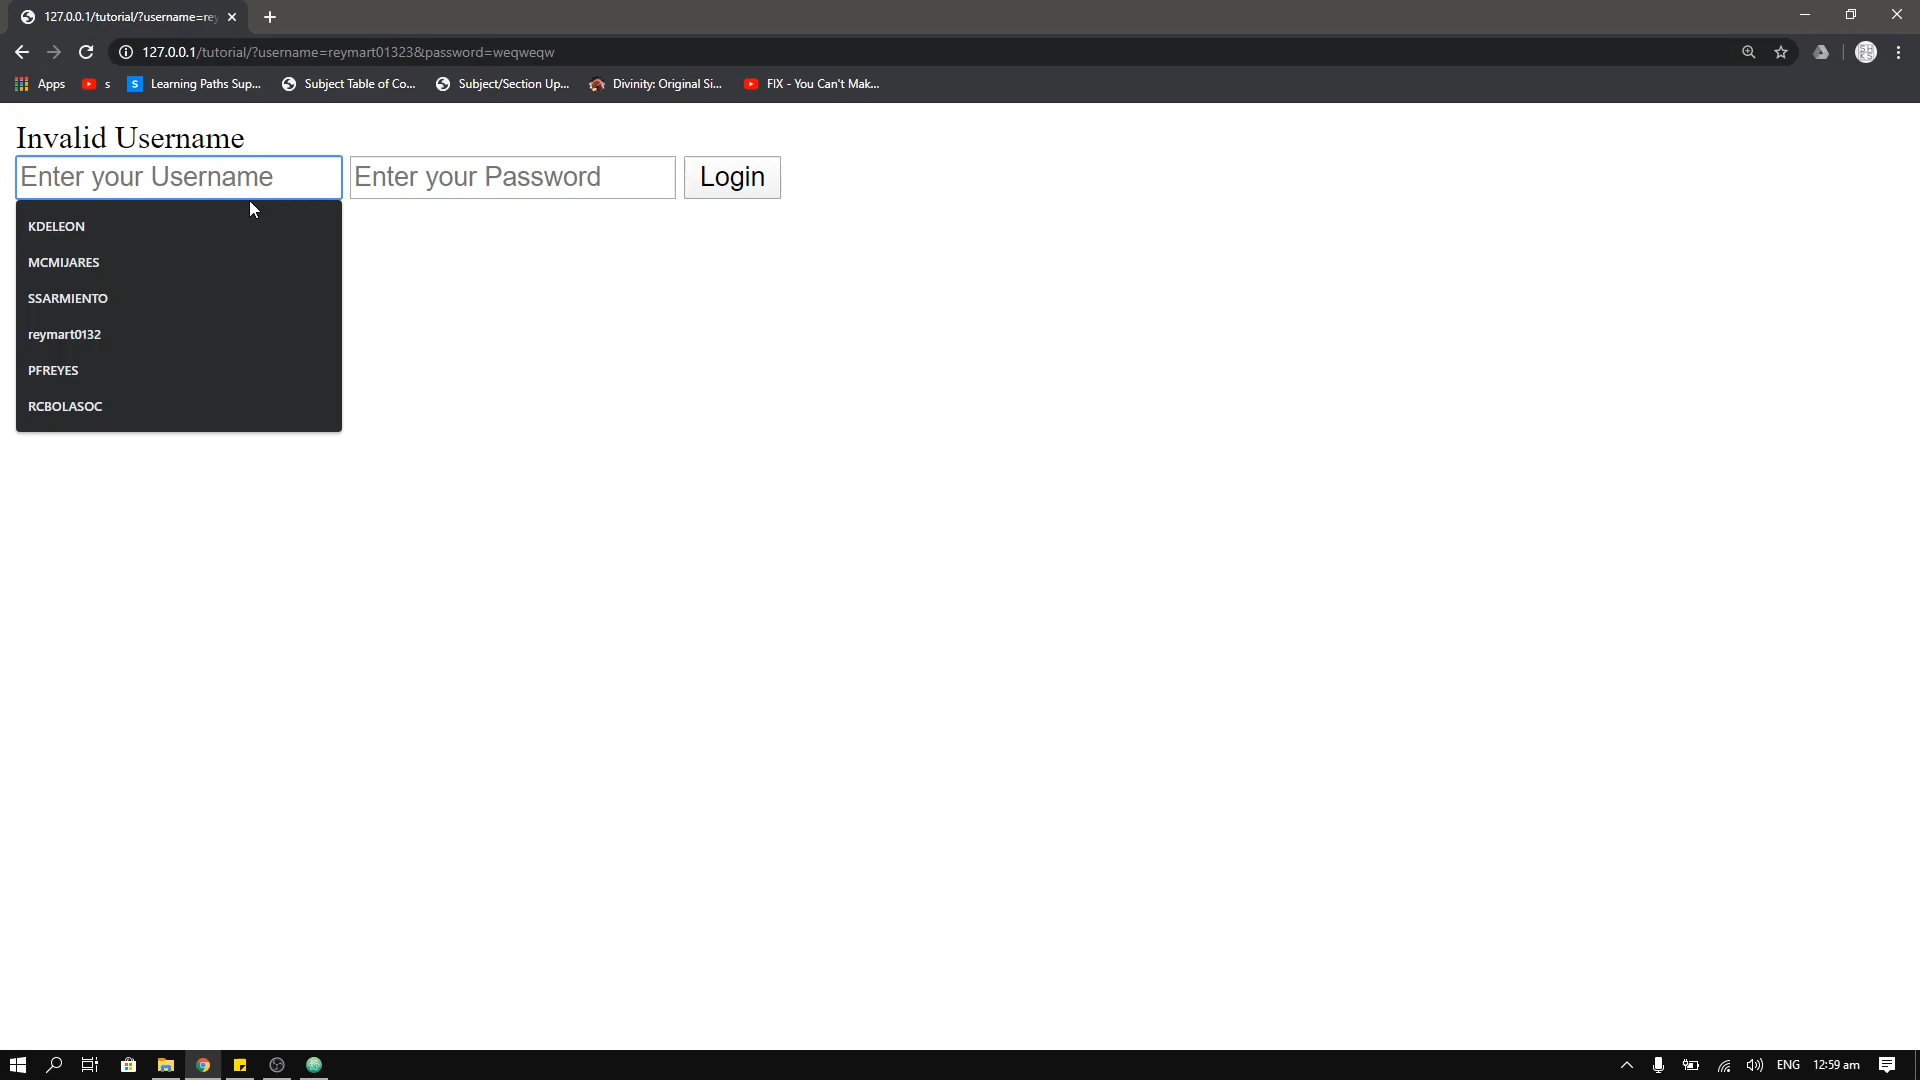 127.0.0.1/tutorial/?username=rey
127.0.0.1/tutorial/?username=reymart01323&password=weqweqw
Apps
s
S
Learning Paths Sup...
Subject Table of Co...
Subject/Section Up...
Divinity: Original Si...
FIX - You Can't Mak...
Invalid Username
Enter your Username
Enter your Password
Login
KDELEON
MCMIJARES
SSARMIENTO
reymart0132
PFREYES
RCBOLASOC
ENG
12:59 am